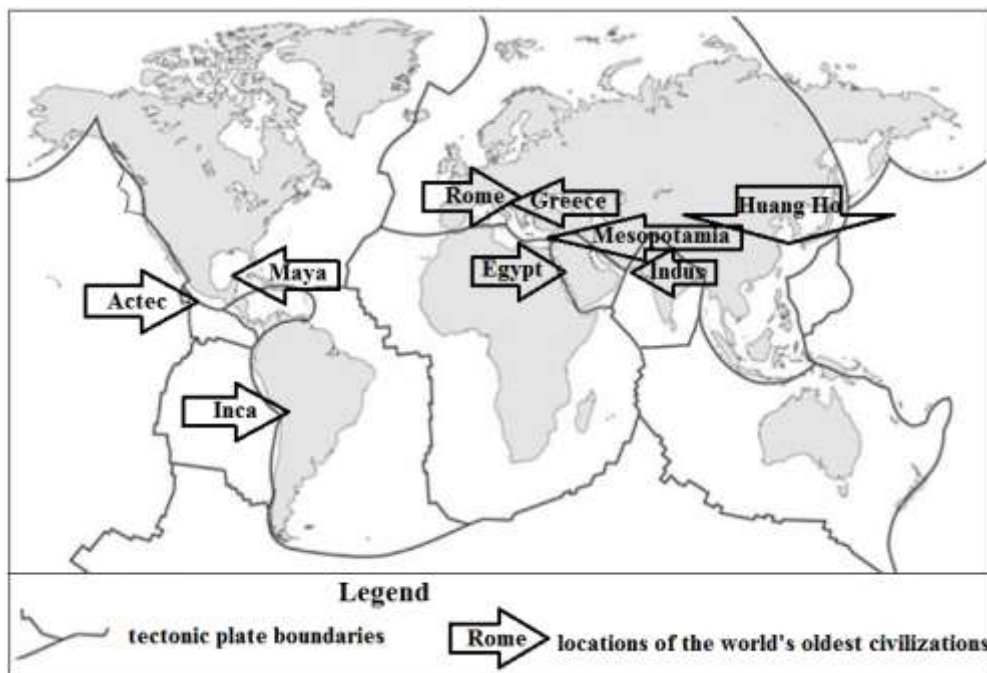 Rome
Greece
Huang Ho
Mesopotamia
Egypt
Indus
Maya
Actec
Inca
Legend
tectonic plate boundaries
Rome
locations of the world's oldest civilizations